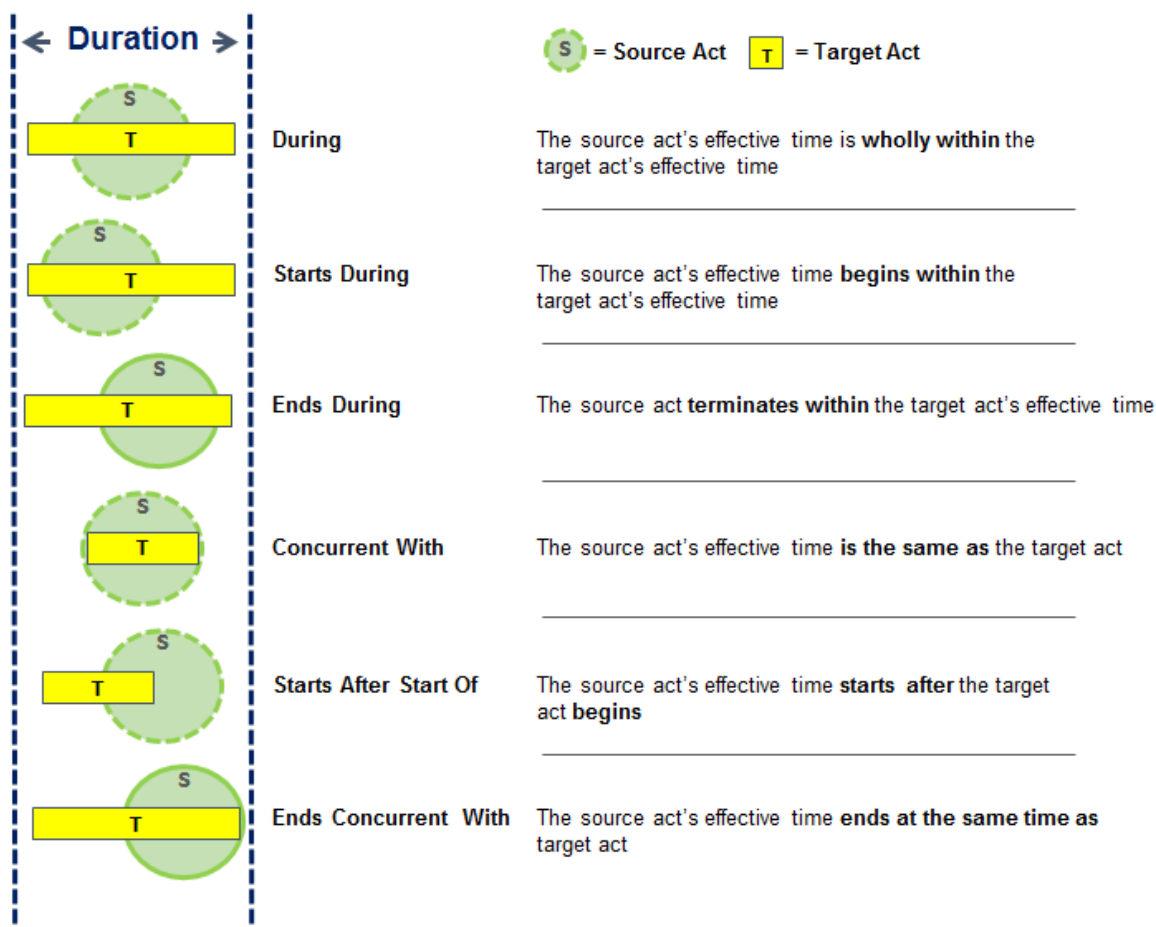 Duration
S = Source Act T = Target Act
S
T
During
The source act's effective time is wholly within the
target act's effective time
S
T
Starts During
The source act's effective time begins within the
target act's effective time
S
T
Ends During
The source act terminates within the target act's effective time
S
T
Concurrent With
The source act's effective time is the same as the target act
S
T
Starts After Start Of
The source act's effective time starts after the target
act begins
S
T
Ends Concurrent With
The source act's effective time ends at the same time as
target act